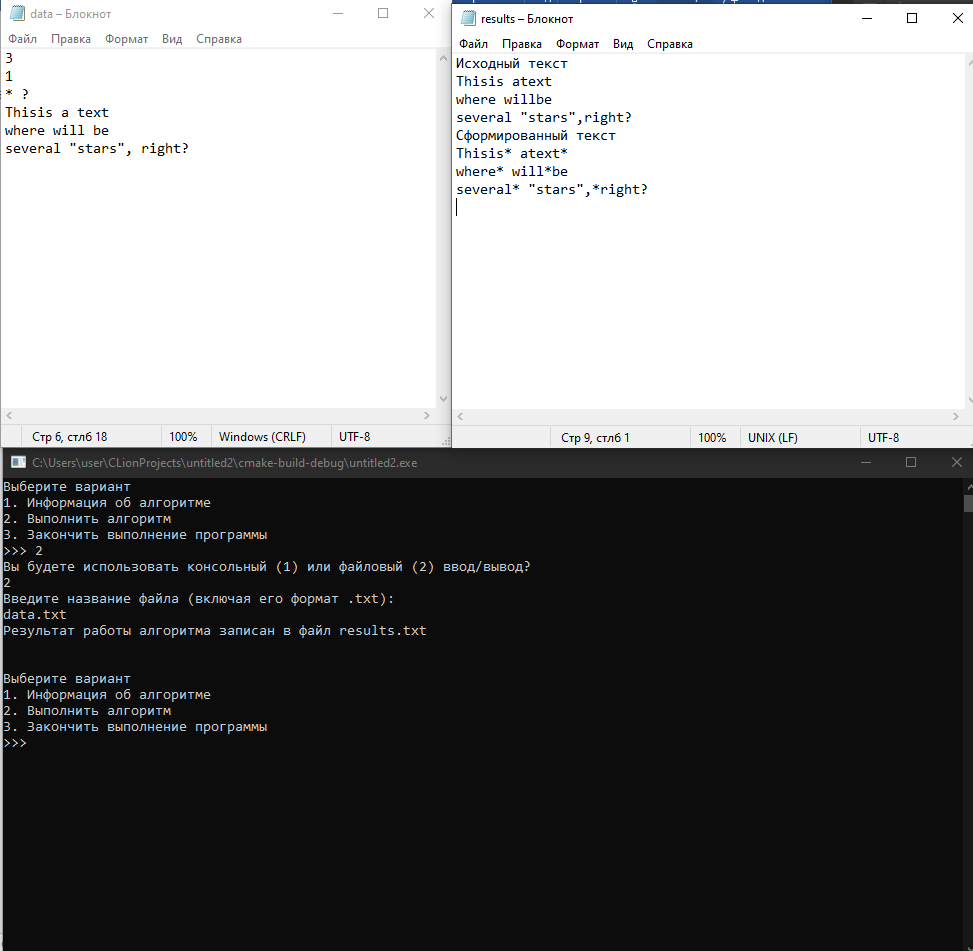 data – Блокнот
Файл Правка Формат Вид Справка
3
1
* ?
Thisis a text
where will be
several "stars", right?
Стр 6, стлб 18 100% Windows (CRLF) UTF-8
results – Блокнот
Файл Правка Формат Вид Справка
Исходный текст
Thisis atext
where willbe
several "stars",right?
Сформированный текст
Thisis* atext*
where* will*be
several* "stars",*right?
Стр 9, стлб 1 100% UNIX (LF) UTF-8
C:\Users\user\CLionProjects\untitled2\cmake-build-debug\untitled2.exe
Выберите вариант
1. Информация об алгоритме
2. Выполнить алгоритм
3. Закончить выполнение программы
>>> 2
Вы будете использовать консольный (1) или файловый (2) ввод/вывод?
2
Введите название файла (включая его формат .txt):
data.txt
Результат работы алгоритма записан в файл results.txt
Выберите вариант
1. Информация об алгоритме
2. Выполнить алгоритм
3. Закончить выполнение программы
>>>